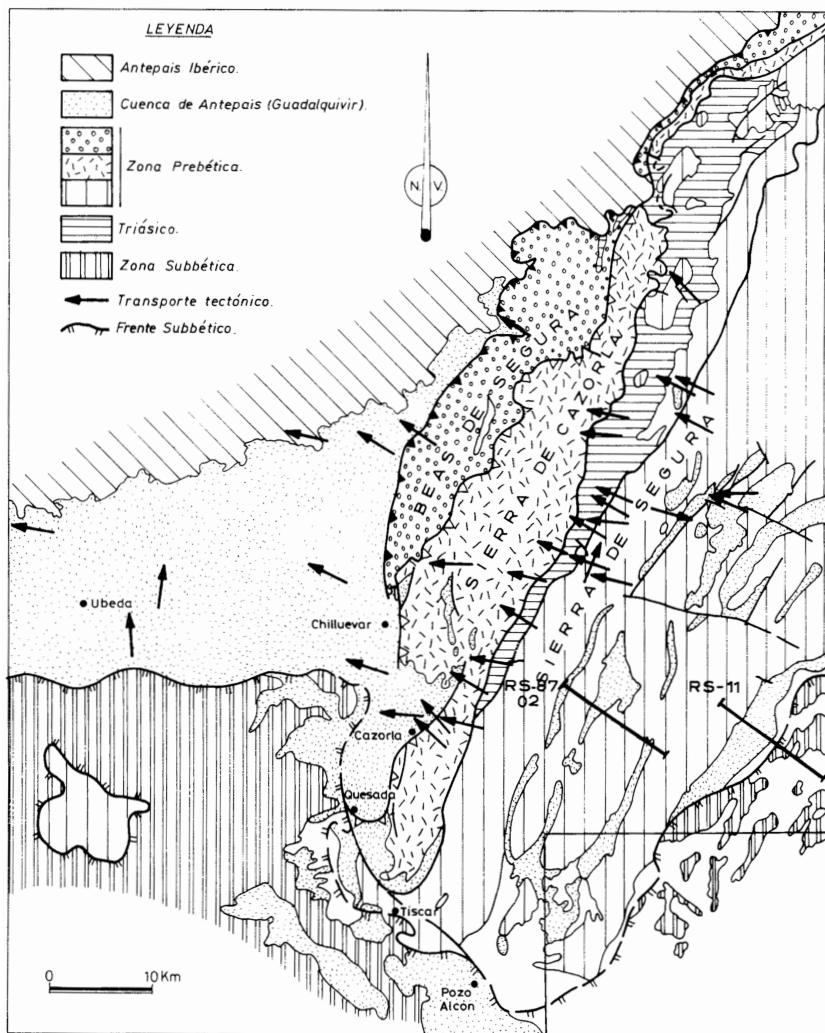 LEYENDA
Antepais Ibérico.
Cuenca de Antepais (Guadalquivir).
Zona Prebética.
Triásico.
Zona Subbética.
Transporte tectónico.
Frente Subbético.
N.V.
BEAS DE SEGURA
SIERRA DE CAZORLA
SIERRA DE SEGURA
Ubeda
Chilluevar
RS-87
02
RS-11
Cazorla
Quesada
Tiscar
Pozo
Alcón
0 10 Km